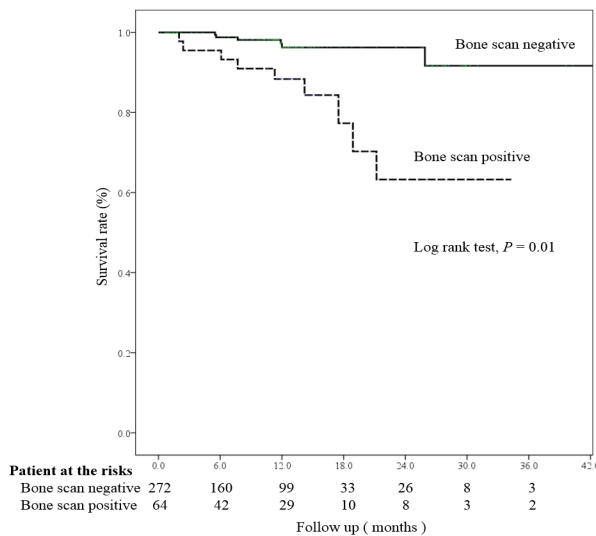 1.0
Bone scan negative
0.8
Bone scan positive
0.6
Survival rate (%)
Log rank test, P = 0.01
0.4
0.2
0.0
0.0 6.0 12.0 18.0 24.0 30.0 36.0 42.0
Patient at the risks
Bone scan negative 272 160 99 33 26 8 3
Bone scan positive 64 42 29 10 8 3 2
Follow up ( months )